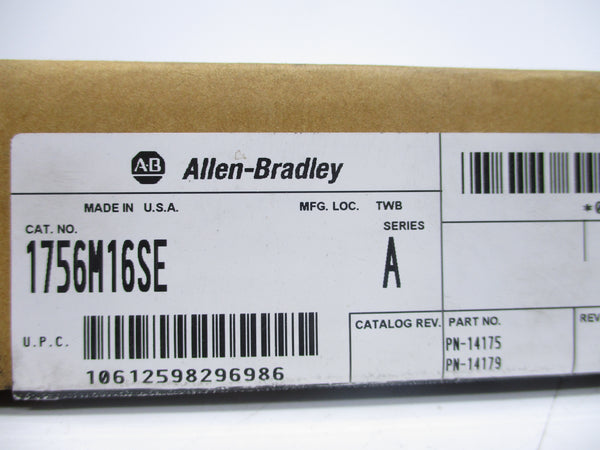 A·B Allen-Bradley
MADE IN U.S.A. MFG. LOC. TWB
CAT. NO. SERIES
1756M16SE A
U.P.C.
10612598296986
CATALOG REV. PART NO. REV
PN-14175
PN-14179